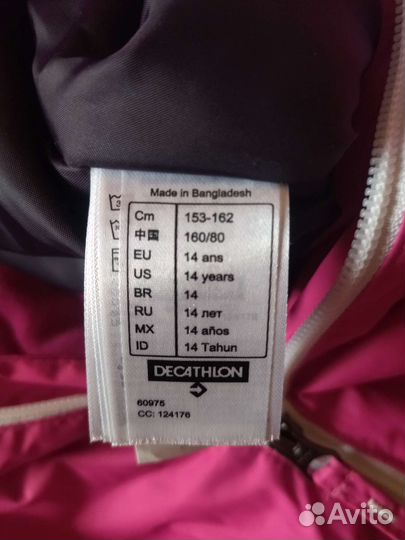 Made in Bangladesh
Cm 153-162
中国 160/80
EU 14 ans
US 14 years
BR 14
RU 14 лет
MX 14 años
ID 14 Tahun
DECATHLON
60975
CC: 124176
Avito